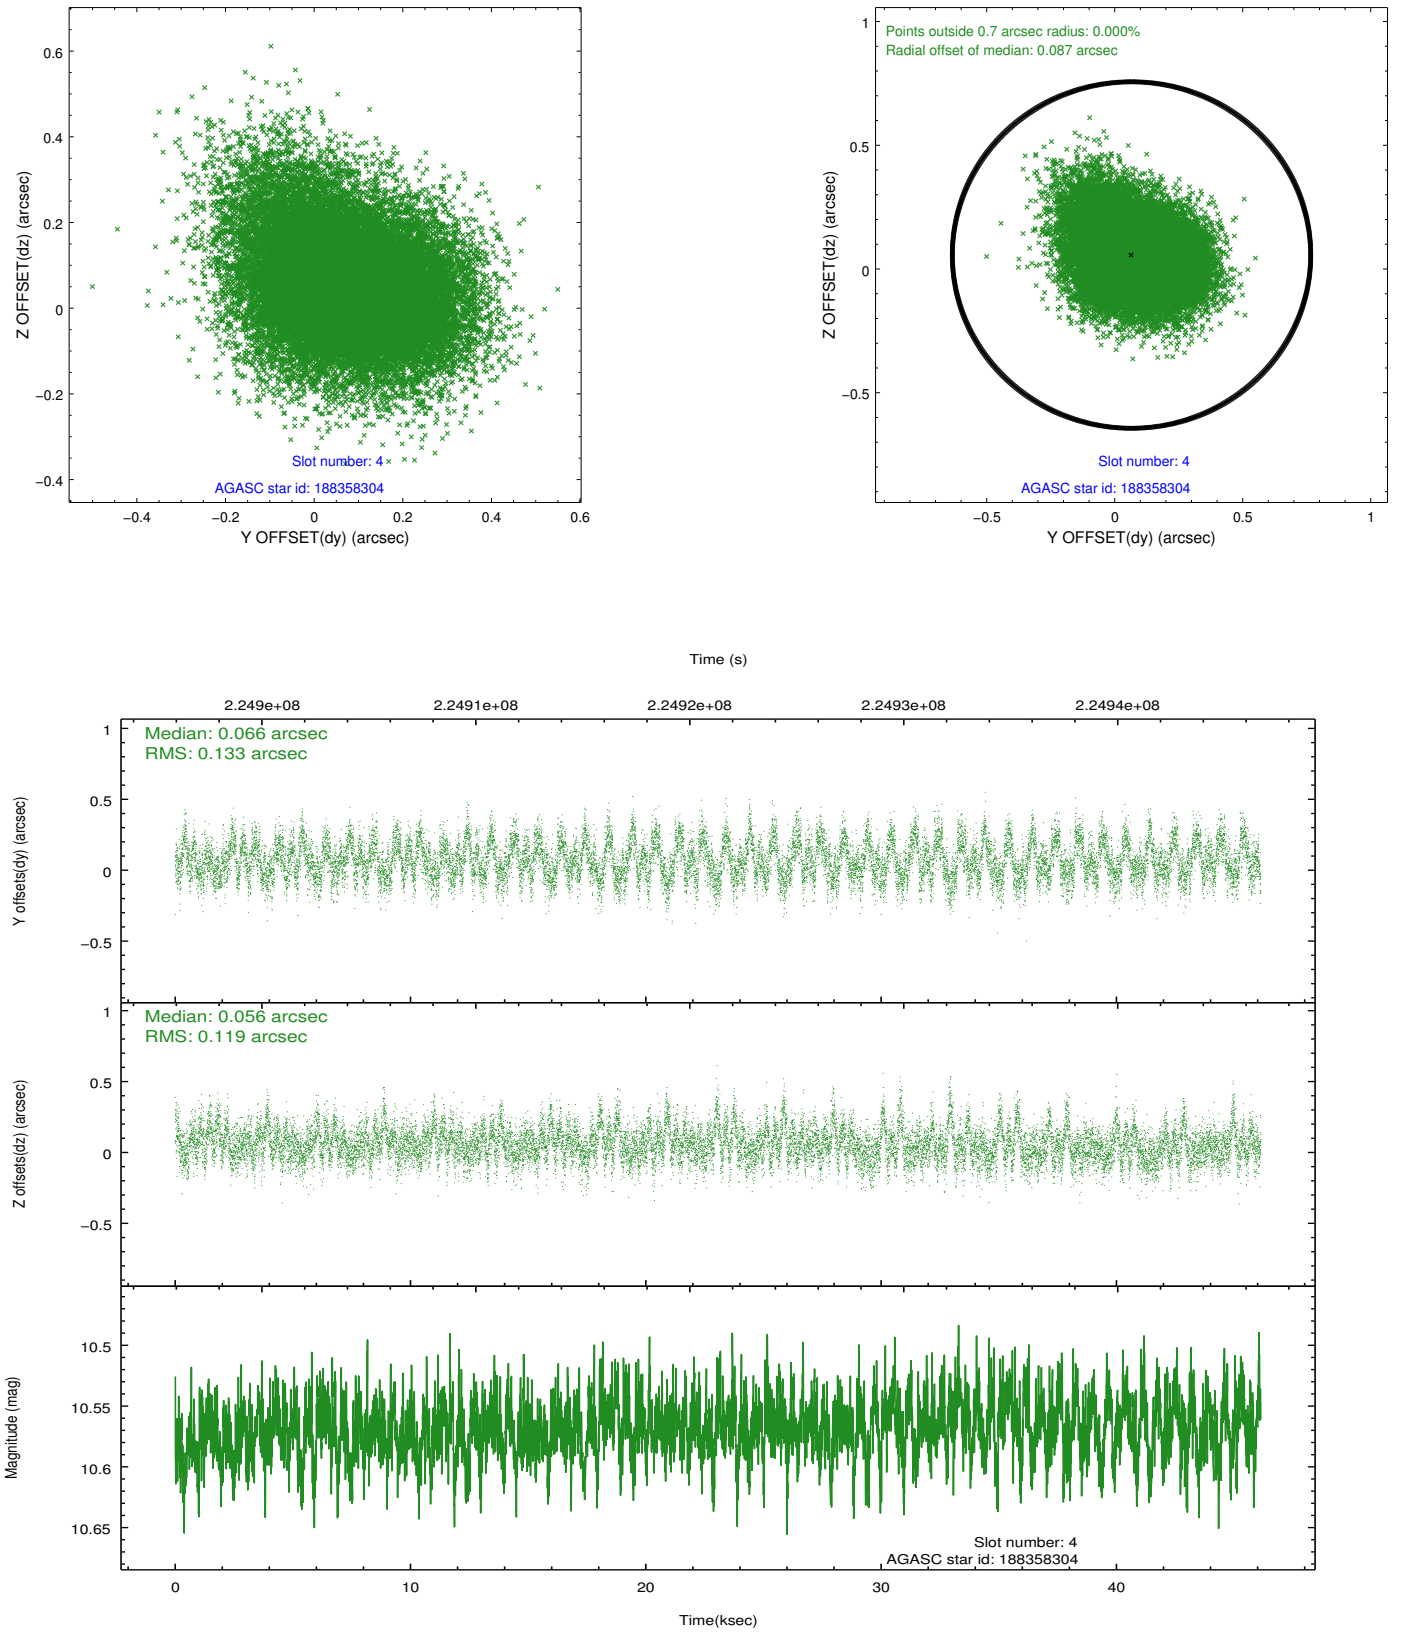 0.6
0.4
0.2
0
−0.2
−0.4
Z OFFSET(dz) (arcsec)
Slot number: 4
AGASC star id: 188358304
−0.4 −0.2 0 0.2 0.4 0.6
Y OFFSET(dy) (arcsec)
Points outside 0.7 arcsec radius: 0.000%
Radial offset of median: 0.087 arcsec
1
0.5
0
−0.5
Z OFFSET(dz) (arcsec)
Slot number: 4
AGASC star id: 188358304
−0.5 0 0.5 1
Y OFFSET(dy) (arcsec)
Time (s)
2.249e+08 2.2491e+08 2.2492e+08 2.2493e+08 2.2494e+08
Median: 0.066 arcsec
RMS: 0.133 arcsec
1
0.5
0
−0.5
Y offsets(dy) (arcsec)
Median: 0.056 arcsec
RMS: 0.119 arcsec
1
0.5
0
−0.5
Z offsets(dz) (arcsec)
10.5
10.55
10.6
10.65
Magnitude (mag)
Slot number: 4
AGASC star id: 188358304
0 10 20 30 40
Time(ksec)